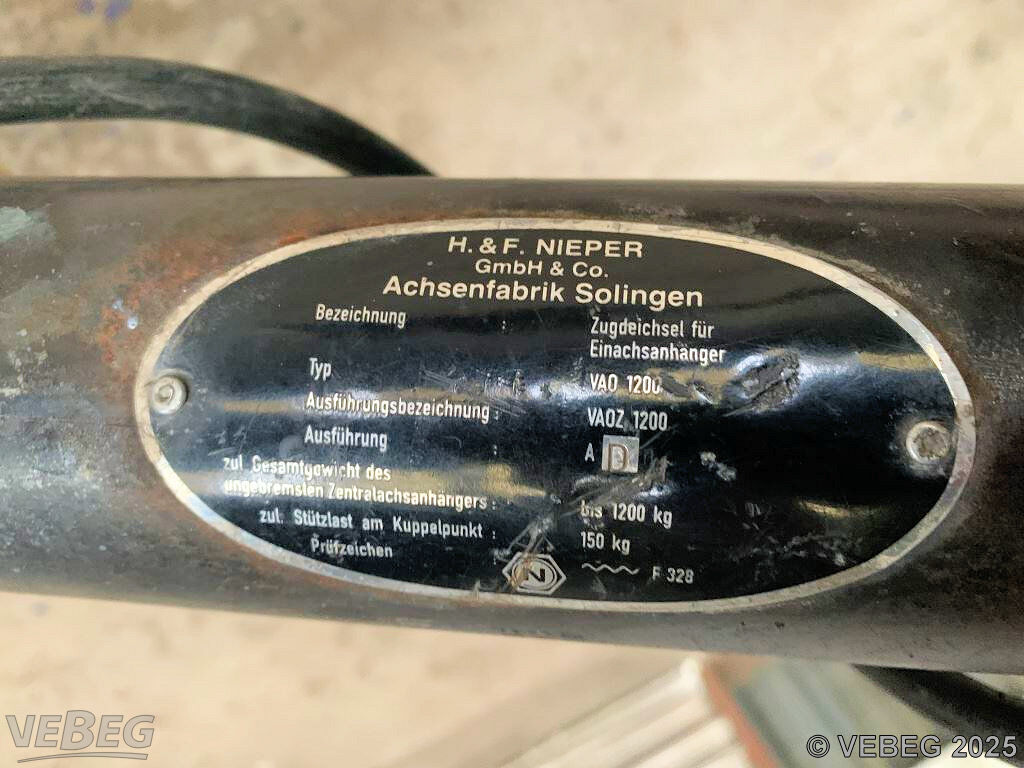 H. & F. NIEPER
GmbH & Co.
Achsenfabrik Solingen
Bezeichnung : Zugdeichsel für
Einachsanhänger
Typ VAO 1200
Ausführungsbezeichnung : VAOZ 1200
Ausführung A D
zul. Gesamtgewicht des
ungebremsten Zentralachsanhängers : bis 1200 kg
zul. Stützlast am Kuppelpunkt : 150 kg
Prüfzeichen N F 328
VEBEG
© VEBEG 2025